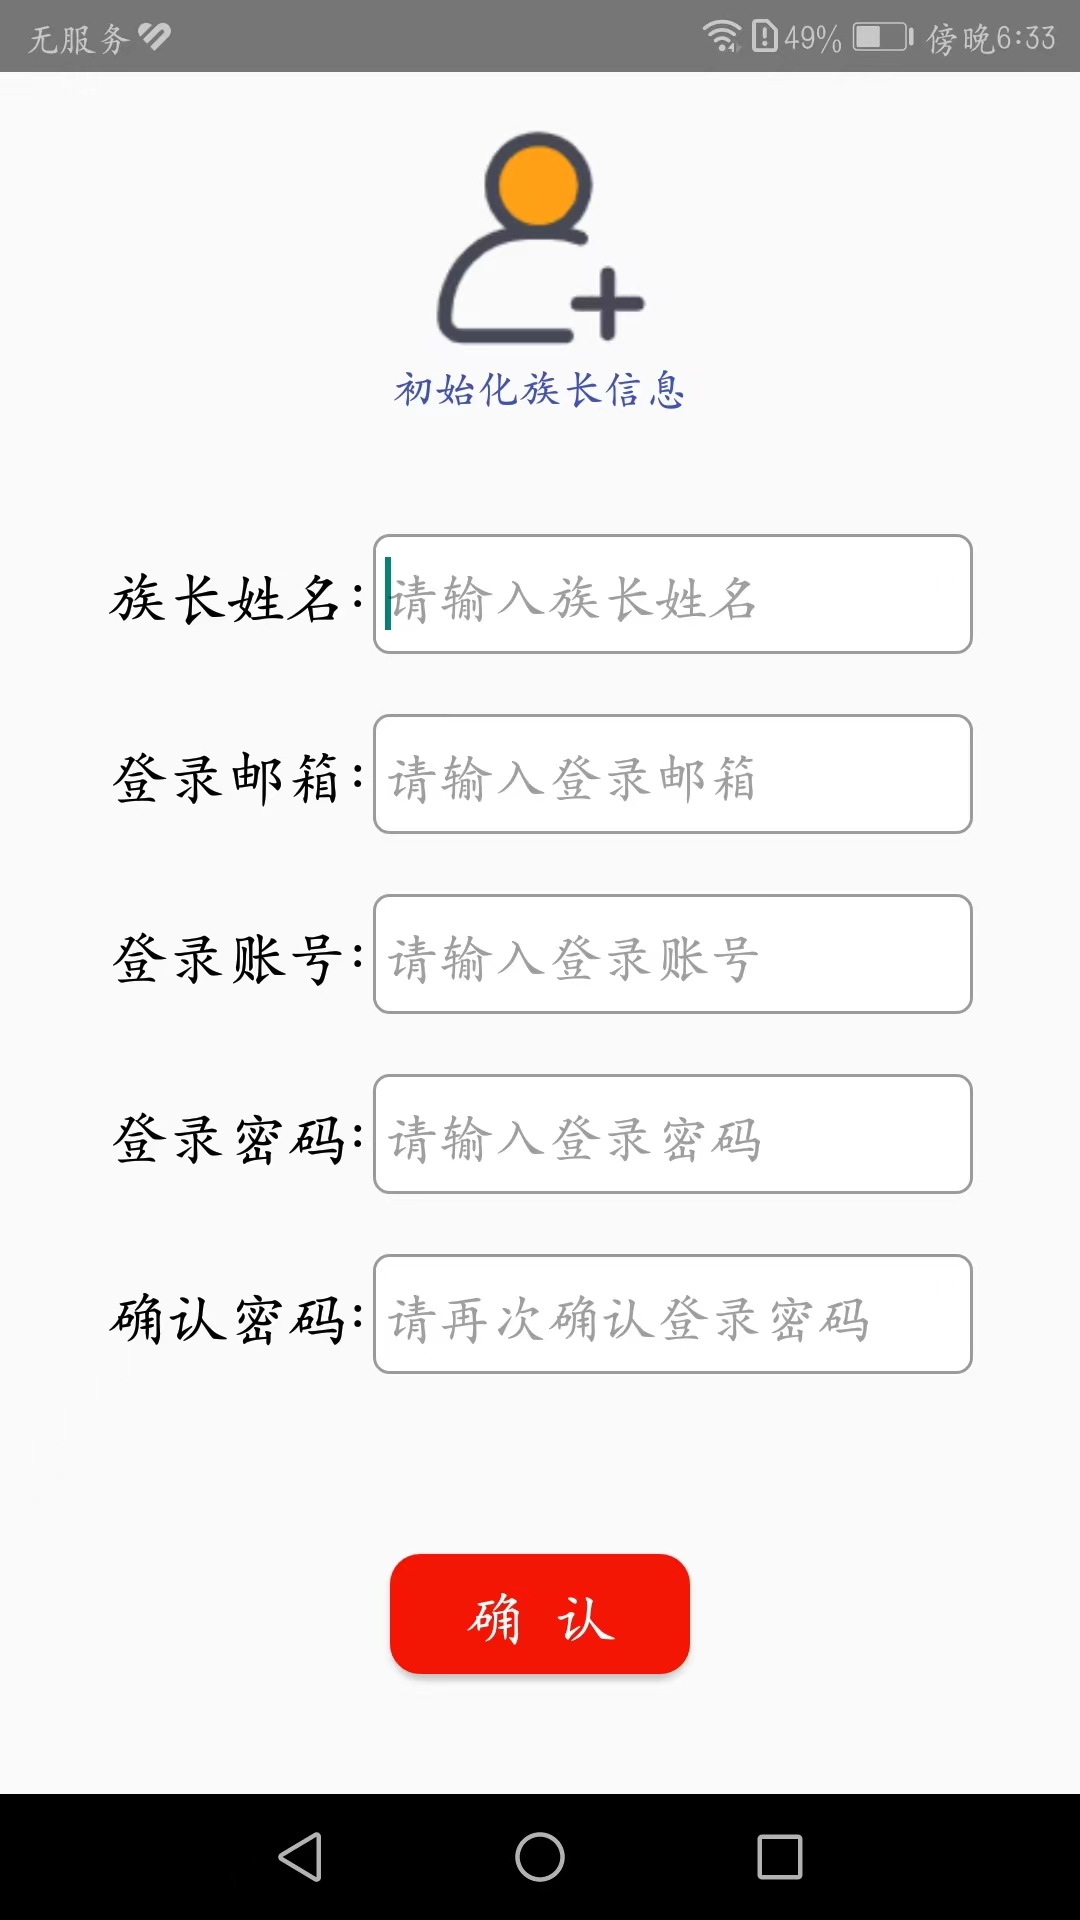 无服务 49% 傍晚6:33
初始化族长信息
族长姓名: 请输入族长姓名
登录邮箱: 请输入登录邮箱
登录账号: 请输入登录账号
登录密码: 请输入登录密码
确认密码: 请再次确认登录密码
确 认